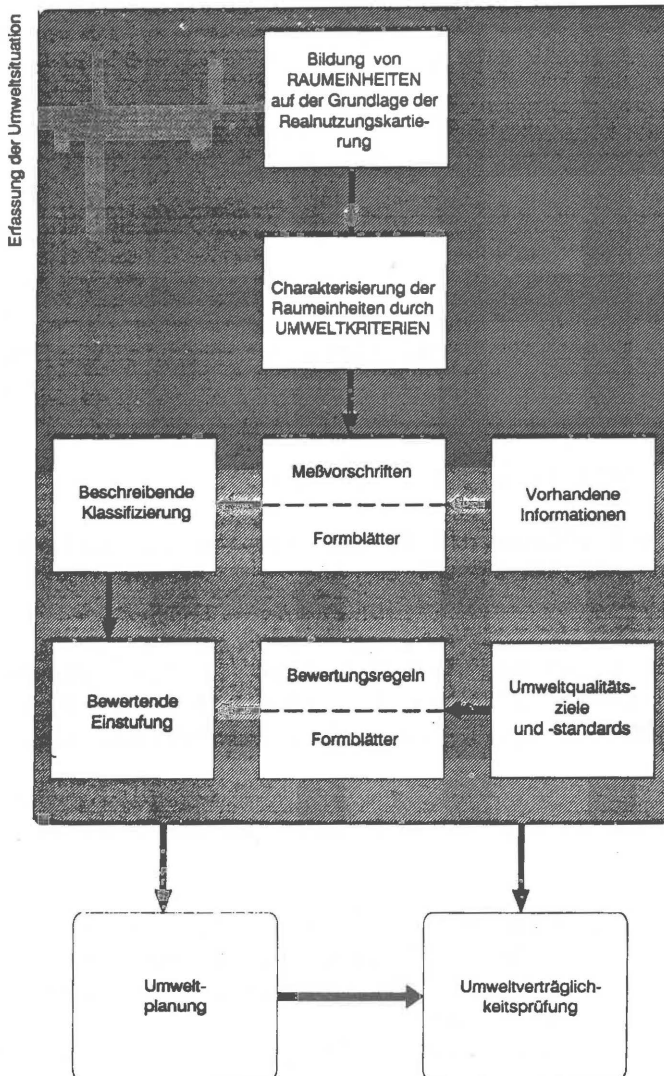 Erfassung der Umweltsituation
Bildung von
RAUMEINHEITEN
auf der Grundlage der
Realnutzungskartie-
rung
Charakterisierung der
Raumeinheiten durch
UMWELTKRITERIEN
Beschreibende
Klassifizierung
Meßvorschriften
Formblätter
Vorhandene
Informationen
Bewertende
Einstufung
Bewertungsregeln
Formblätter
Umweltqualitäts-
ziele
und -standards
Umwelt-
planung
Umweltverträglich-
keitsprüfung